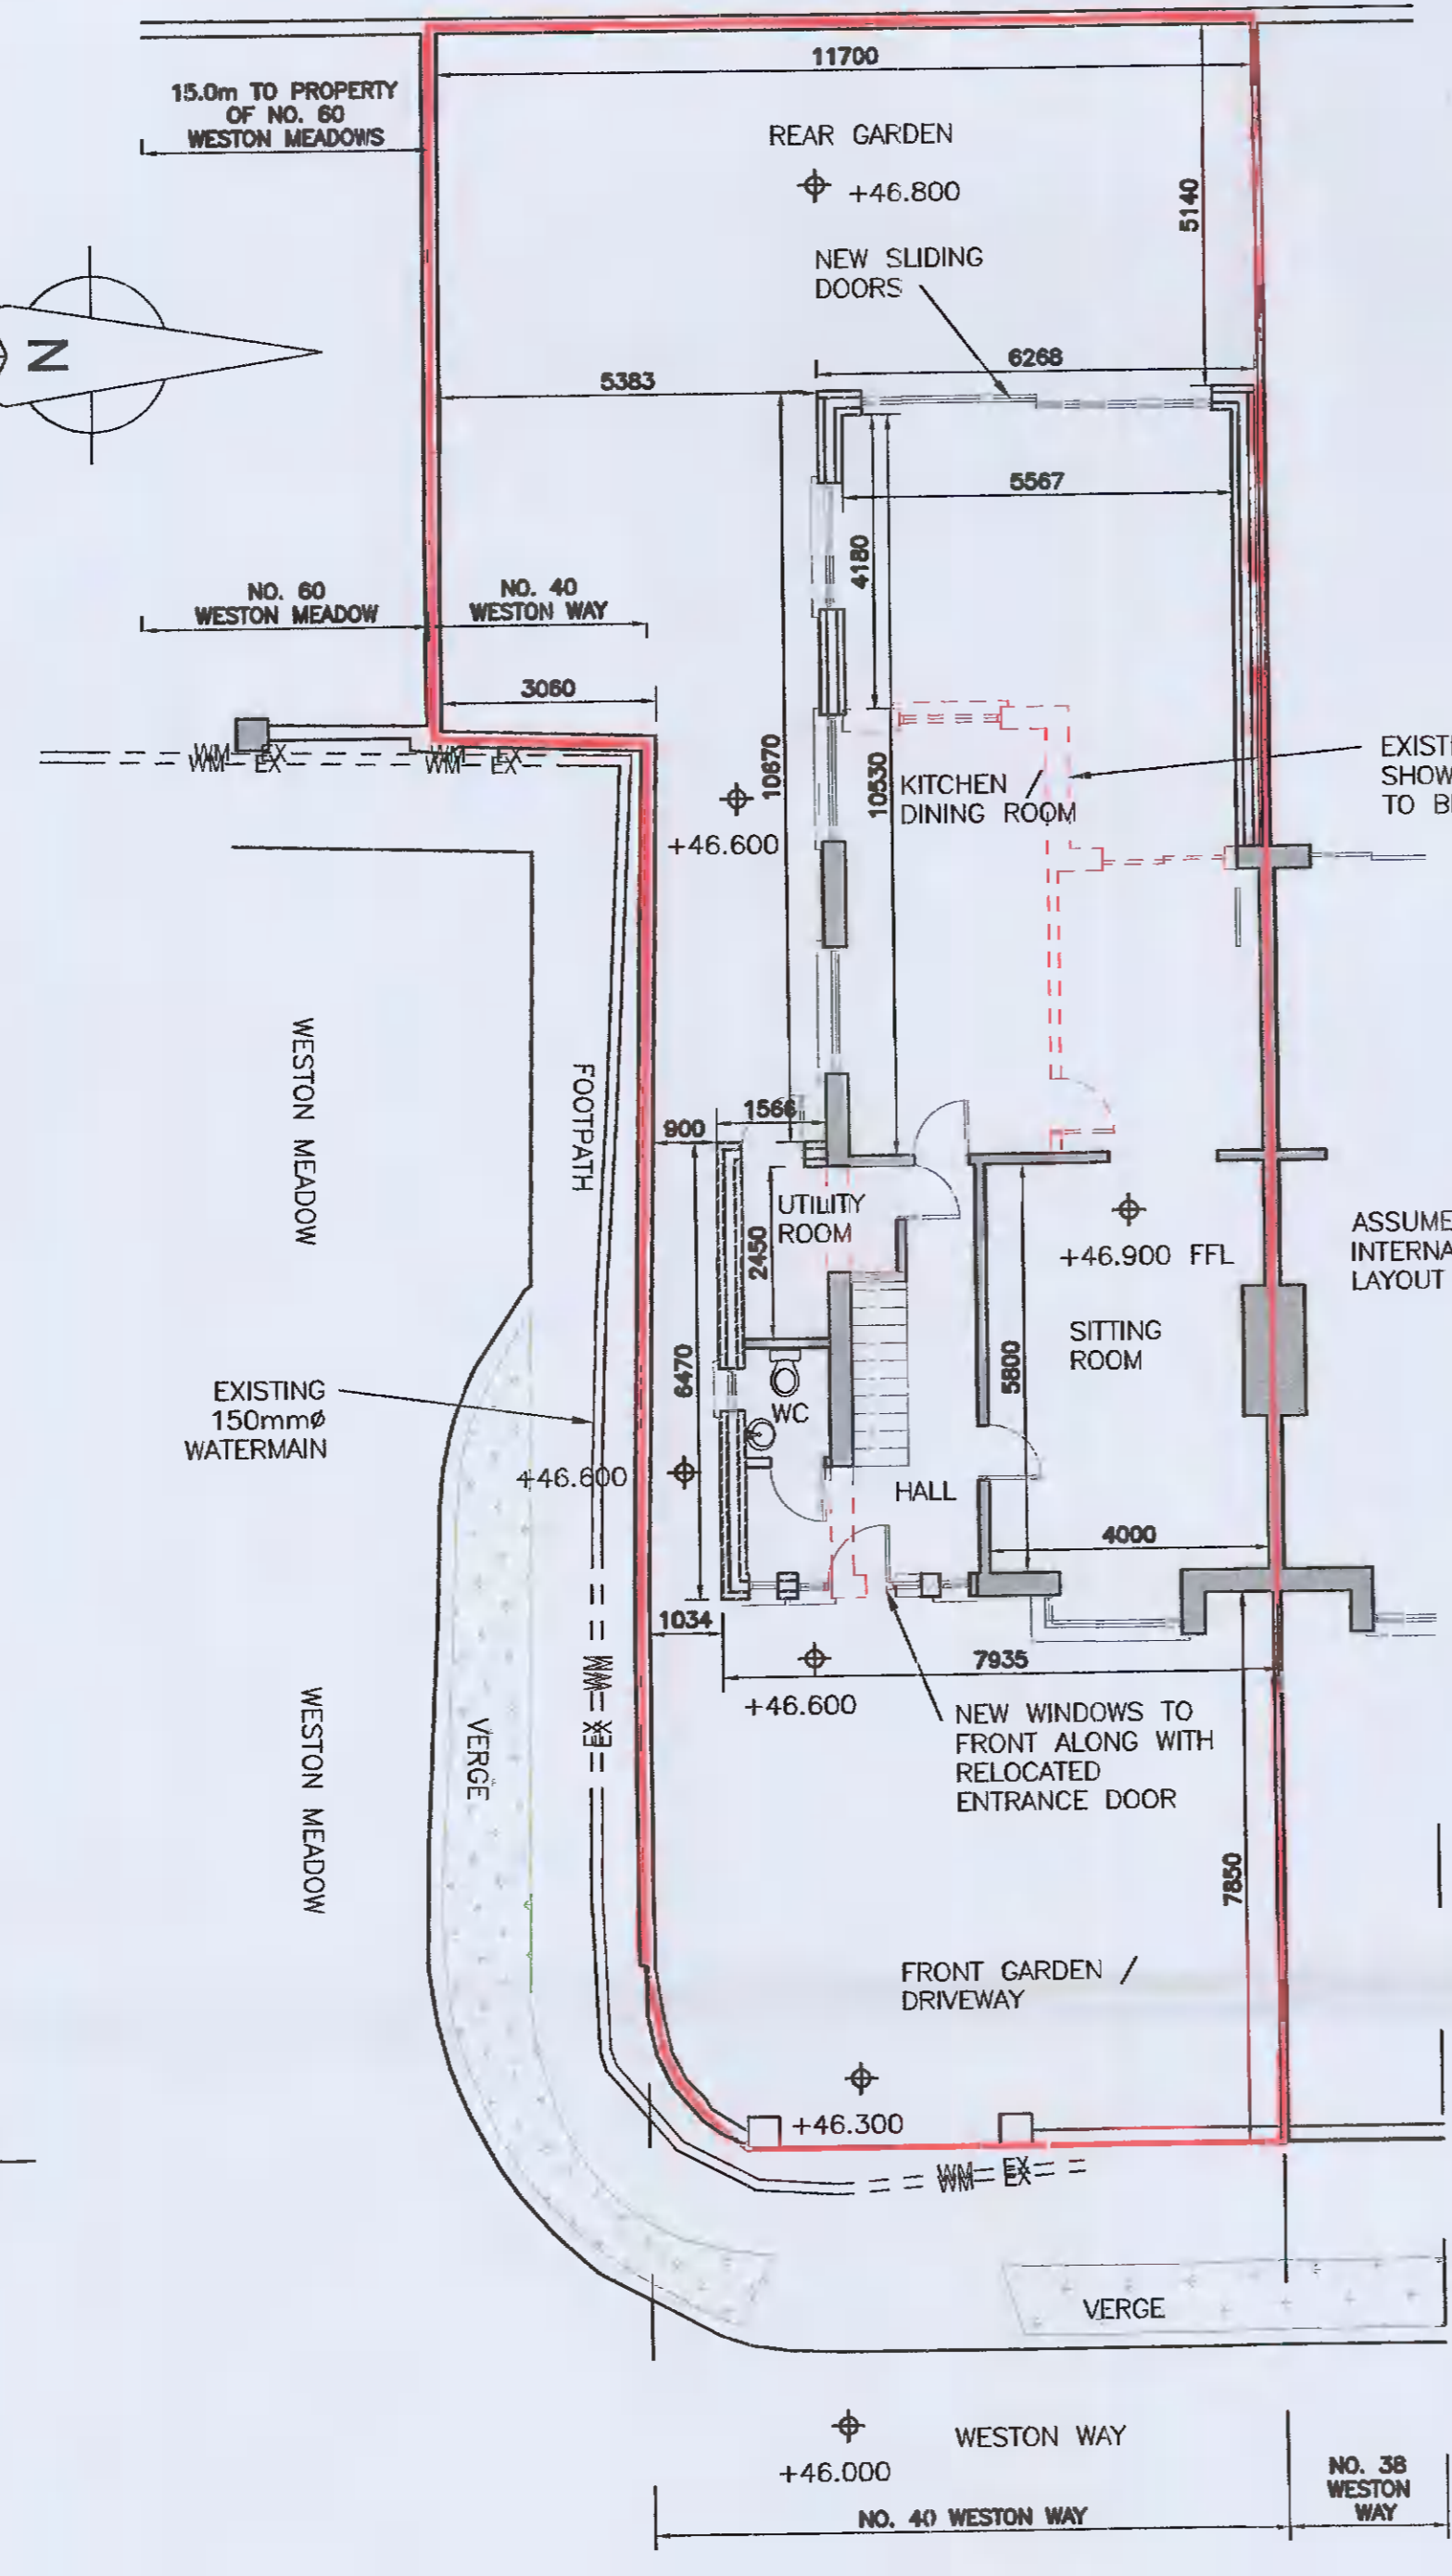 11700
15.0m TO PROPERTY
OF NO. 60
WESTON MEADOWS
REAR GARDEN
+46.800
5140
NEW SLIDING
DOORS
N
6268
5383
5567
4180
NO. 60
WESTON MEADOW
NO. 40
WESTON WAY
3060
WM EX
WM EX
10670
10530
KITCHEN /
DINING ROOM
+46.600
SHOW
TO
WESTON MEADOW
FOOTPATH
1566
900
UTILITY
ROOM
2450
+46.900 FFL
LAYOUT
SITTING
ROOM
5800
6470
EXISTING
150mmø
WATERMAIN
WC
+46.600
HALL
4000
1034
7935
+46.600
NEW WINDOWS TO
FRONT ALONG WITH
RELOCATED
ENTRANCE DOOR
WM EX
VERGE
WESTON MEADOW
7850
FRONT GARDEN /
DRIVEWAY
+46.300
WM EX
VERGE
WESTON WAY
+46.000
NO. 40 WESTON WAY
NO. 38
WESTON
WAY